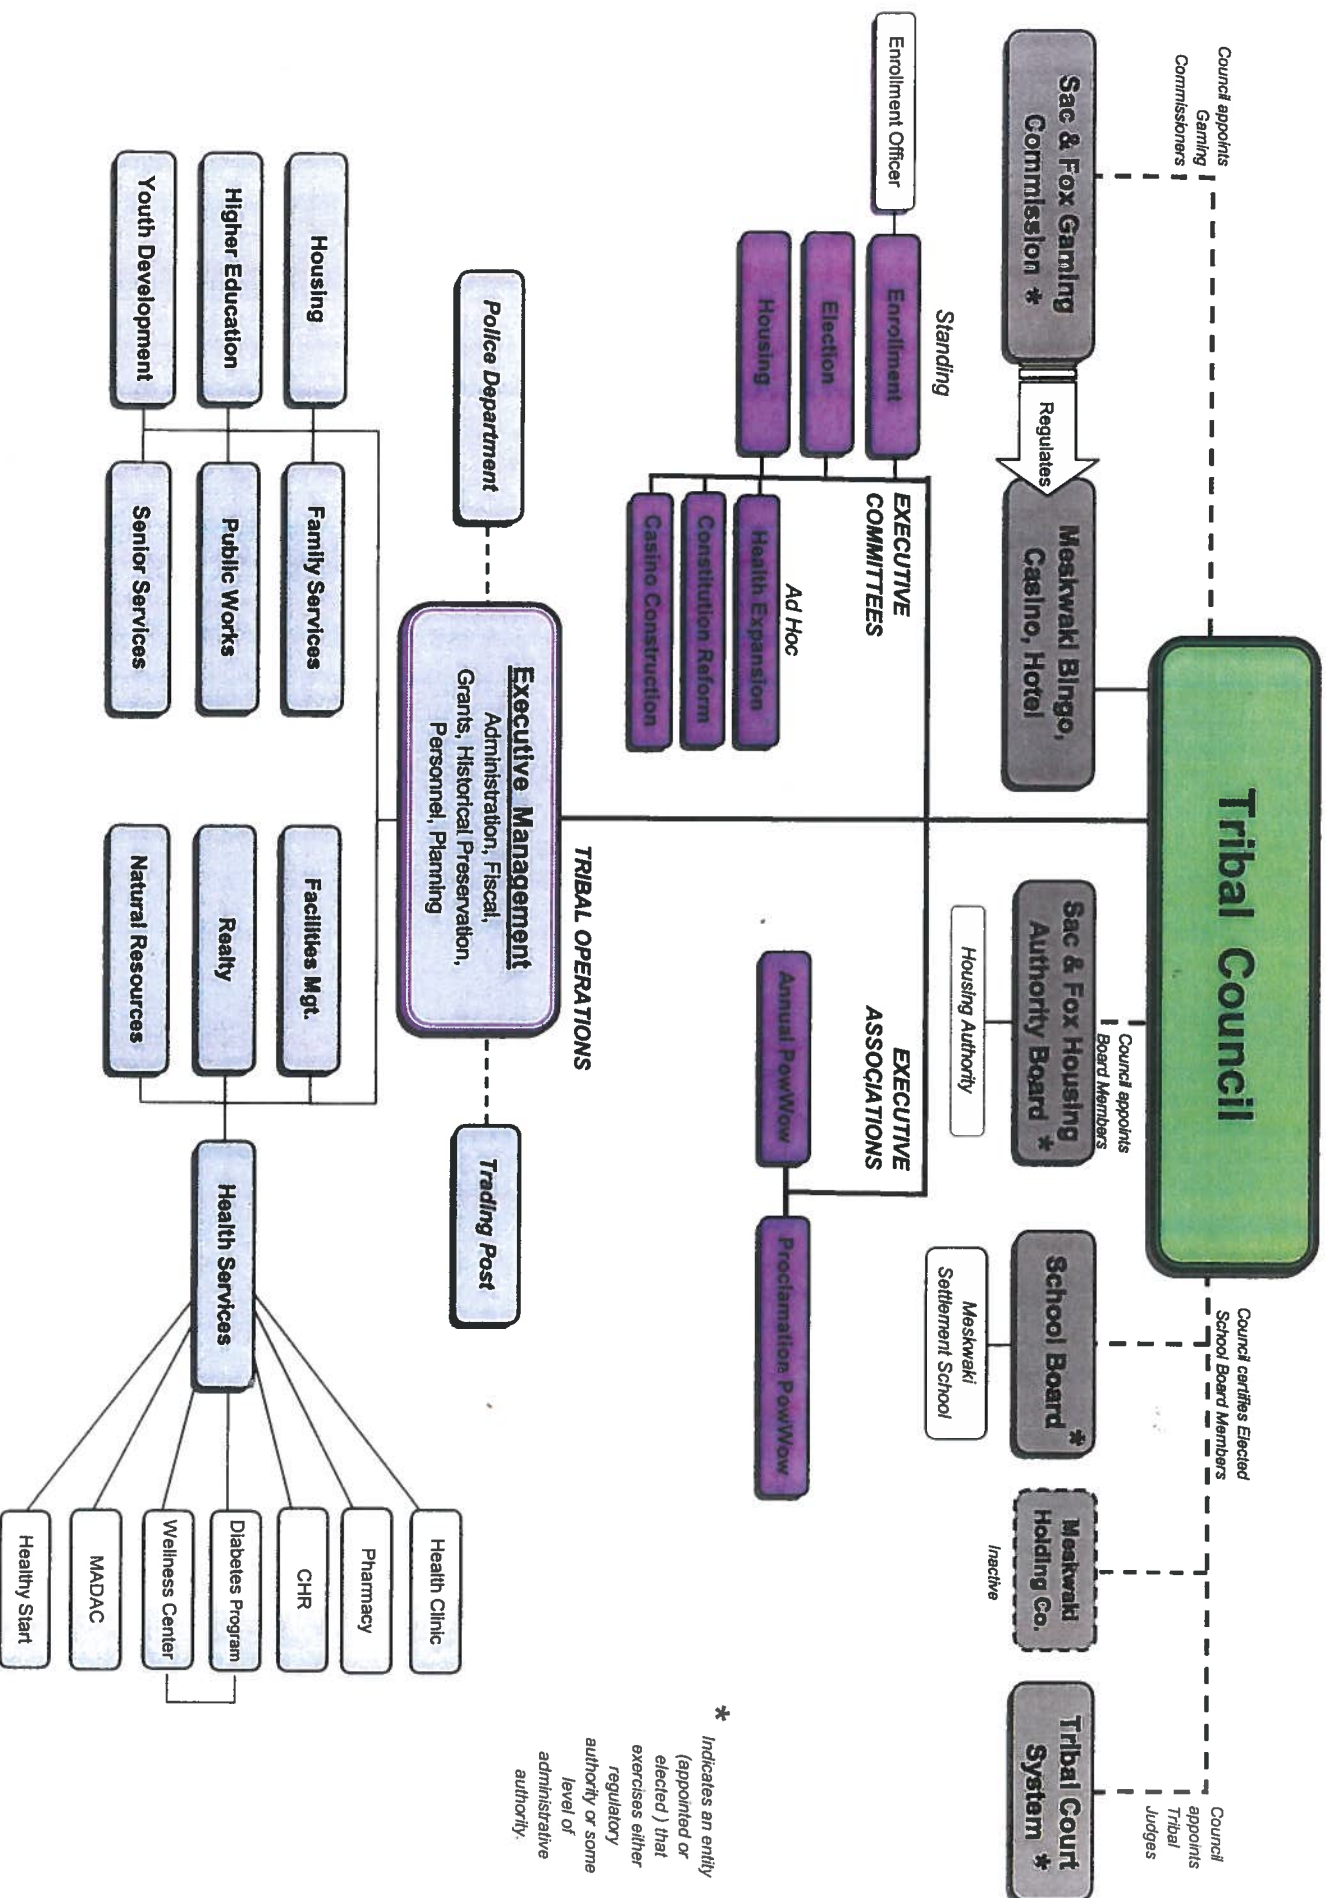 Tribal Council
Council appoints
Gaming
Commissioners
Council appoints
Board Members
Council certifies Elected
School Board Members
Council
appoints
Tribal
Judges
Sac & Fox Gaming
Commission *
Regulates
Meskwaki Bingo,
Casino, Hotel
Sac & Fox Housing
Authority Board *
Housing Authority
School Board *
Meskwaki
Settlement School
Meskwaki
Holding Co.
Inactive
Tribal Court
System *
Standing
EXECUTIVE
COMMITTEES
EXECUTIVE
ASSOCIATIONS
Enrollment Officer
Enrollment
Election
Housing
Ad Hoc
Health Expansion
Constitution Reform
Casino Construction
Annual PowWow
Proclamation PowWow
TRIBAL OPERATIONS
Police Department
Executive Management
Administration, Fiscal,
Grants, Historical Preservation,
Personnel, Planning
Trading Post
Housing
Family Services
Higher Education
Public Works
Youth Development
Senior Services
Facilities Mgt.
Realty
Natural Resources
Health Services
Health Clinic
Pharmacy
CHR
Diabetes Program
Wellness Center
MADAC
Healthy Start
* Indicates an entity
(appointed or
elected ) that
exercises either
regulatory
authority or some
level of
administrative
authority.